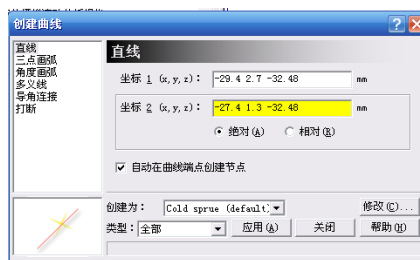 创建曲线
直线
三点画弧
角度画弧
多义线
导角连接
打断
直线
坐标 1 (x, y, z): -29.4 2.7 -32.48 mm
坐标 2 (x, y, z): -27.4 1.3 -32.48 mm
绝对(A) 相对(R)
自动在曲线端点创建节点
创建为: Cold sprue (default) 修改(C)...
类型: 全部 应用(A) 关闭 帮助(H)